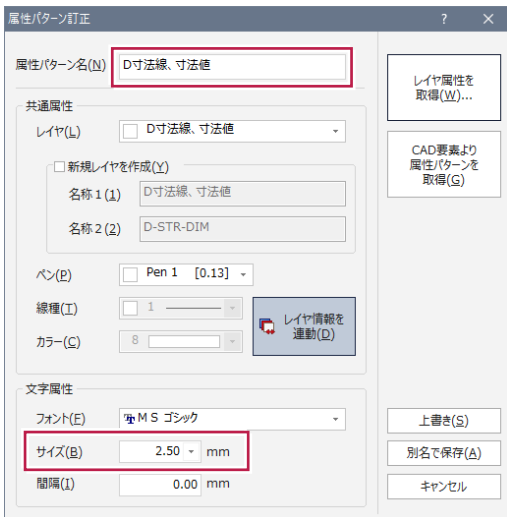 属性パターン訂正 ? ×
属性パターン名(N) D寸法線、寸法値
レイヤ属性を
取得(W)...
共通属性
レイヤ(L) D寸法線、寸法値
CAD要素より
属性パターンを
取得(G)
新規レイヤを作成(Y)
名称1(1) D寸法線、寸法値
名称2(2) D-STR-DIM
ペン(P) Pen 1 [0.13]
線種(T) 1
レイヤ情報を
連動(D)
カラー(C) 8
文字属性
フォント(F) MS ゴシック
上書き(S)
サイズ(B) 2.50 mm
別名で保存(A)
間隔(I) 0.00 mm
キャンセル